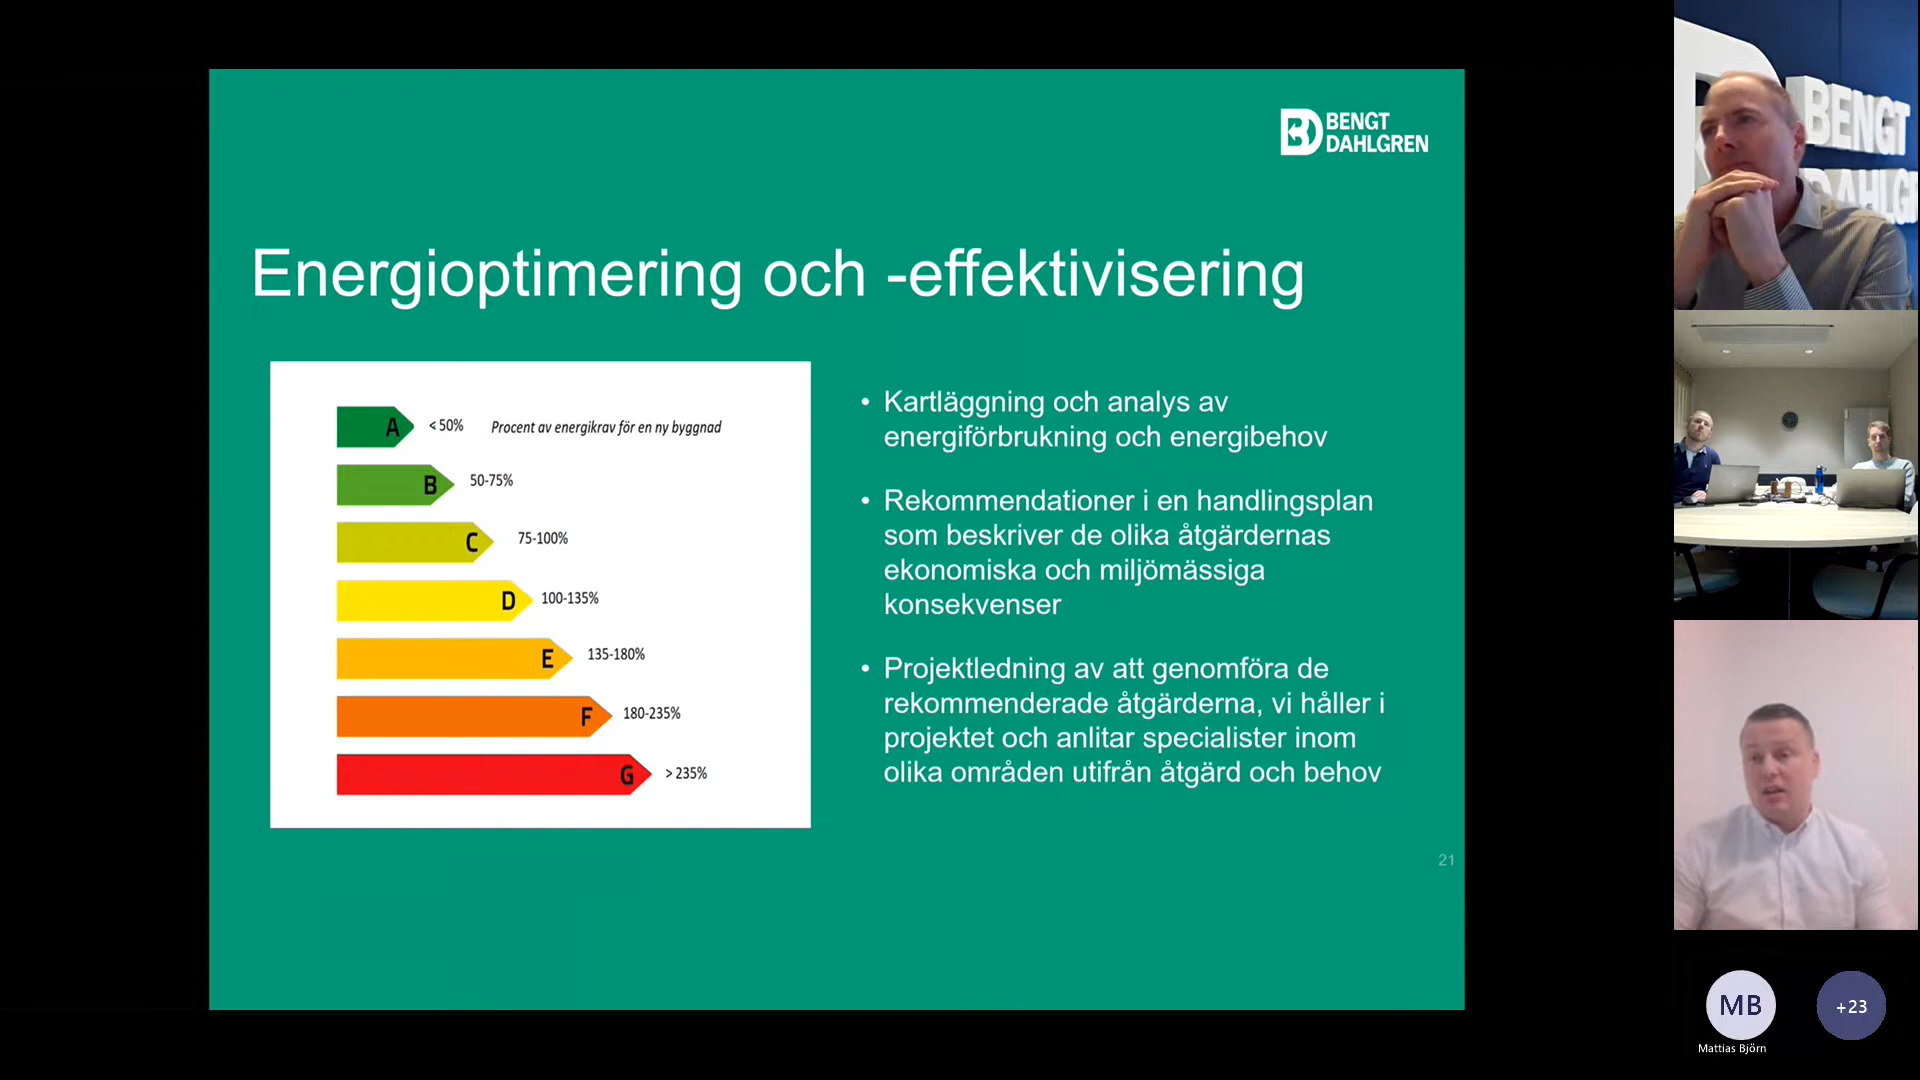 BENGT
DAHLGREN
Energioptimering och -effektivisering
A <50% Procent av energikrav för en ny byggnad
B 50-75%
C 75-100%
D 100-135%
E 135-180%
F 180-235%
G >235%
• Kartläggning och analys av
energiförbrukning och energibehov
• Rekommendationer i en handlingsplan
som beskriver de olika åtgärdernas
ekonomiska och miljömässiga
konsekvenser
• Projektledning av att genomföra de
rekommenderade åtgärderna, vi håller i
projektet och anlitar specialister inom
olika områden utifrån åtgärd och behov
21
BENGT
DAHLGR
MB
+23
Mattias Björn